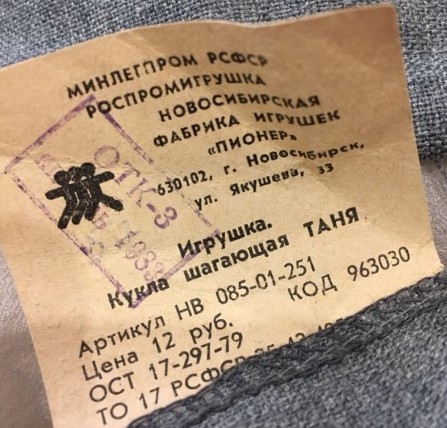 МИНЛЕГПРОМ РСФСР
РОСПРОМИГРУШКА
НОВОСИБИРСКАЯ
ФАБРИКА ИГРУШЕК
«ПИОНЕР»
630102, г. Новосибирск,
ул. Якушева, 33
ОТК-3
Игрушка.
Кукла шагающая ТАНЯ
Артикул НВ 085-01-251
Цена 12 руб. КОД 963030
ОСТ 17-297-79
ТО 17 РСФСР